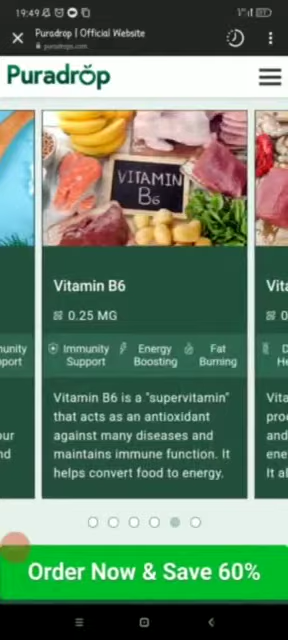 19:49
Puradrop | Official Website
puradrops.com
Puradrop
VITAMIN
B6
Vitamin B6
0.25 MG
Immunity
Support
Energy
Boosting
Fat
Burning
Vitamin B6 is a "supervitamin"
that acts as an antioxidant
against many diseases and
maintains immune function. It
helps convert food to energy.
Order Now & Save 60%